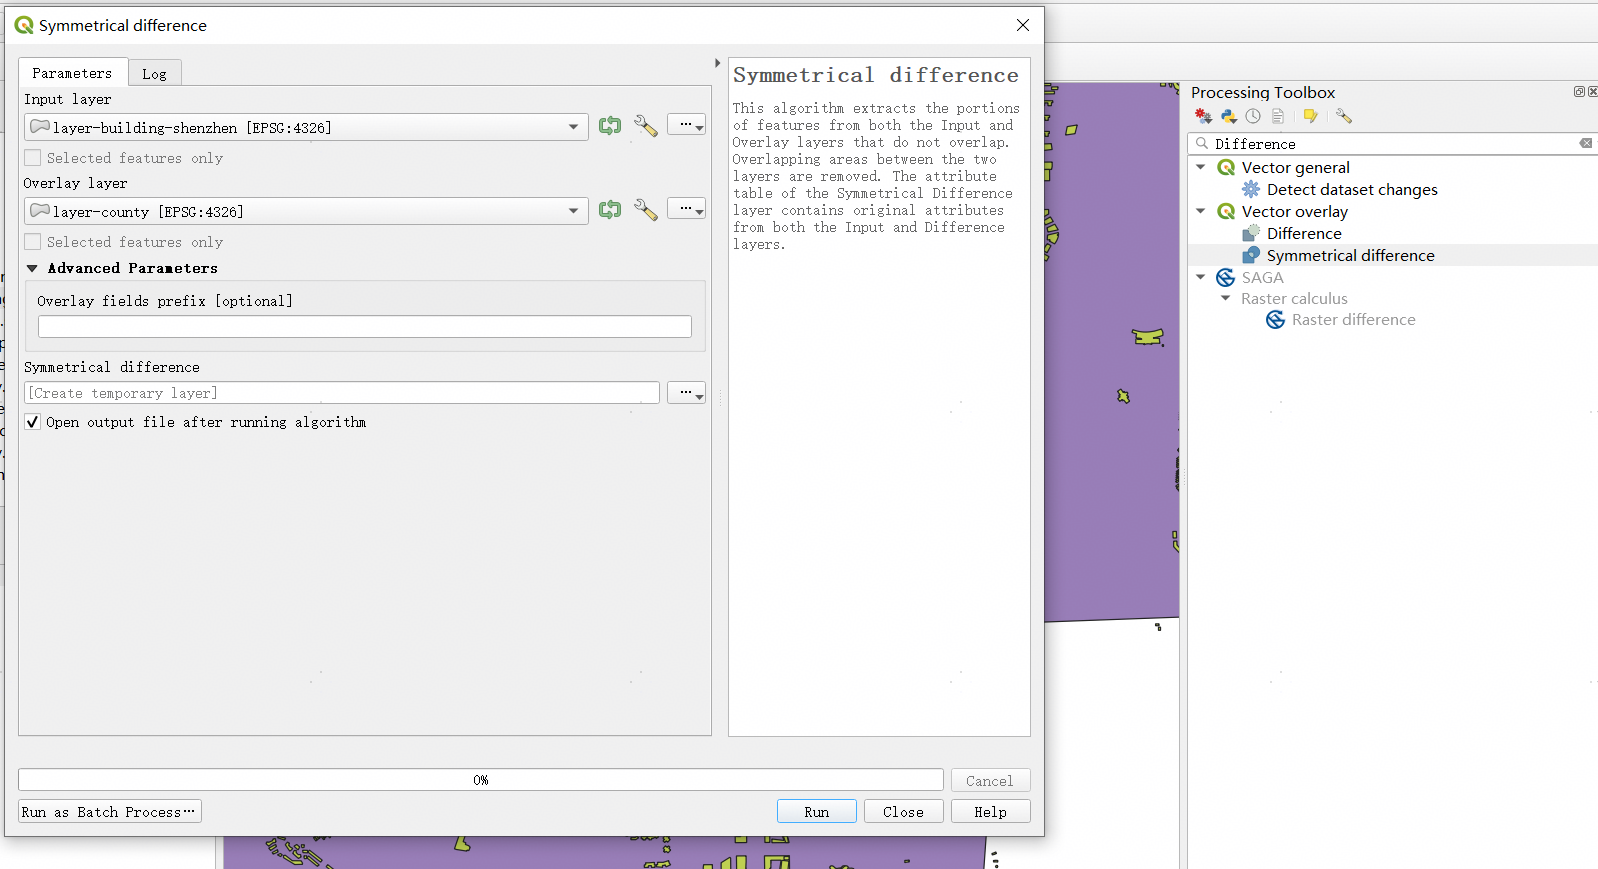 Symmetrical difference
Parameters
Log
Input layer
layer-building-shenzhen [EPSG:4326]
Selected features only
Overlay layer
layer-county [EPSG:4326]
Selected features only
Advanced Parameters
Overlay fields prefix [optional]
Symmetrical difference
[Create temporary layer]
Open output file after running algorithm
Symmetrical difference
This algorithm extracts the portions
of features from both the Input and
Overlay layers that do not overlap.
Overlapping areas between the two
layers are removed. The attribute
table of the Symmetrical Difference
layer contains original attributes
from both the Input and Difference
layers.
0%
Cancel
Run as Batch Process…
Run
Close
Help
Processing Toolbox
Difference
Vector general
Detect dataset changes
Vector overlay
Difference
Symmetrical difference
SAGA
Raster calculus
Raster difference